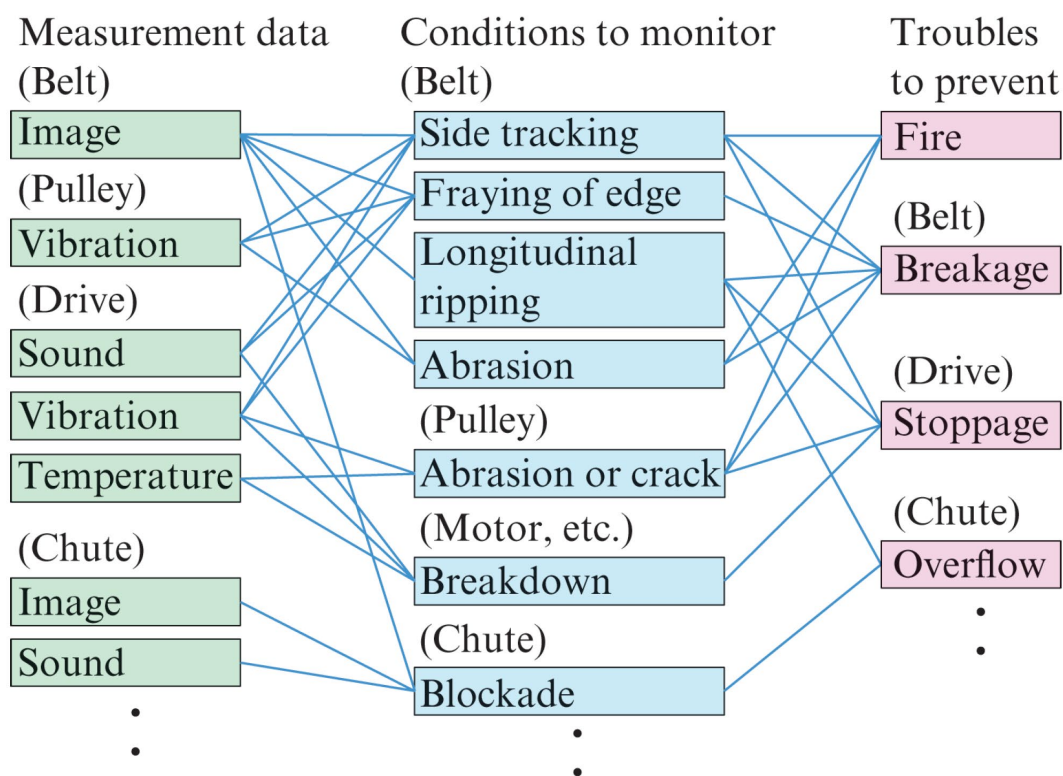 Measurement data
(Belt)
Image
(Pulley)
Vibration
(Drive)
Sound
Vibration
Temperature
(Chute)
Image
Sound
Conditions to monitor
(Belt)
Side tracking
Fraying of edge
Longitudinal
ripping
Abrasion
(Pulley)
Abrasion or crack
(Motor, etc.)
Breakdown
(Chute)
Blockade
Troubles
to prevent
Fire
(Belt)
Breakage
(Drive)
Stoppage
(Chute)
Overflow